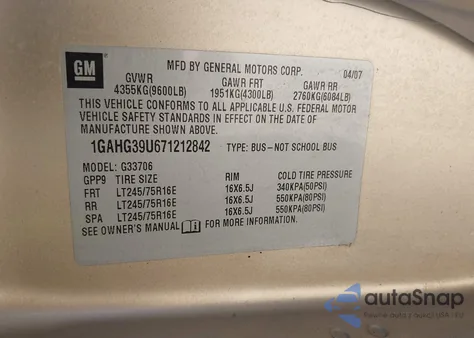 GM
MFD BY GENERAL MOTORS CORP. 04/07
GVWR GAWR FRT GAWR RR
4355KG(9600LB) 1951KG(4300LB) 2760KG(6084LB)
THIS VEHICLE CONFORMS TO ALL APPLICABLE U.S. FEDERAL MOTOR
VEHICLE SAFETY STANDARDS IN EFFECT ON THE DATE OF
MANUFACTURE SHOWN ABOVE.
1GAHG39U671212842 TYPE: BUS–NOT SCHOOL BUS
MODEL: G33706
GPP9 TIRE SIZE RIM COLD TIRE PRESSURE
FRT LT245/75R16E 16X6.5J 340KPA(50PSI)
RR LT245/75R16E 16X6.5J 550KPA(80PSI)
SPA LT245/75R16E 16X6.5J 550KPA(80PSI)
SEE OWNER'S MANUAL FOR MORE INFORMATION.
autoSnap